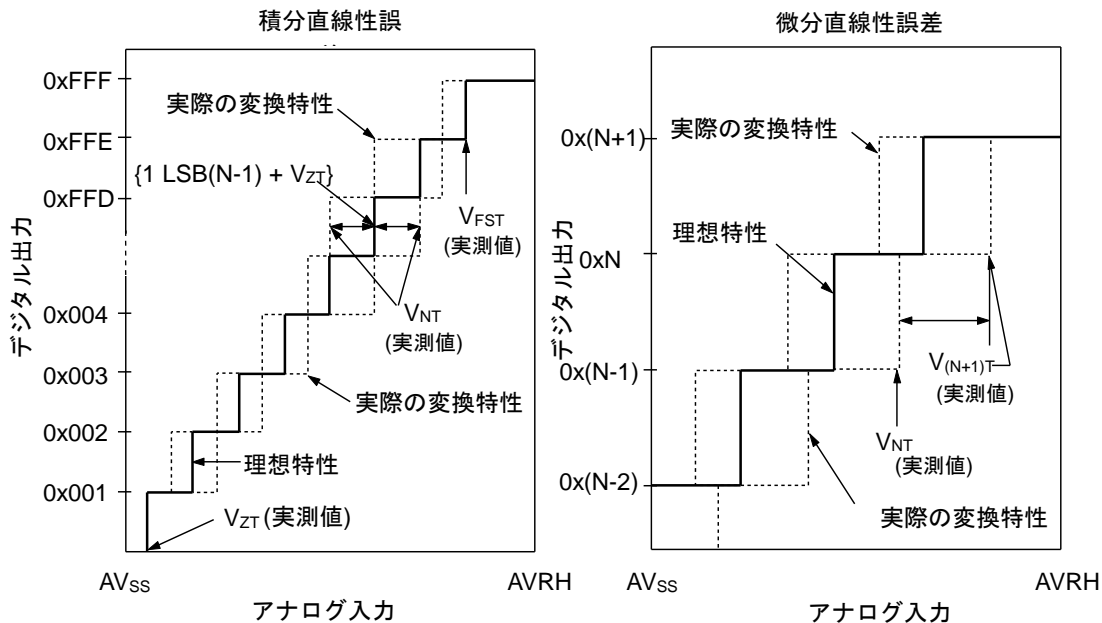 積分直線性誤
0xFFF
実際の変換特性
0xFFE
{1 LSB(N-1) + VZT}
0xFFD
VFST
(実測値)
デジタル出力
0x004
VNT
(実測値)
0x003
実際の変換特性
0x002
理想特性
0x001
VZT (実測値)
AVSS
AVRH
アナログ入力
微分直線性誤差
実際の変換特性
0x(N+1)
理想特性
0xN
デジタル出力
0x(N-1)
V(N+1)T
(実測値)
VNT
(実測値)
0x(N-2)
実際の変換特性
AVSS
AVRH
アナログ入力